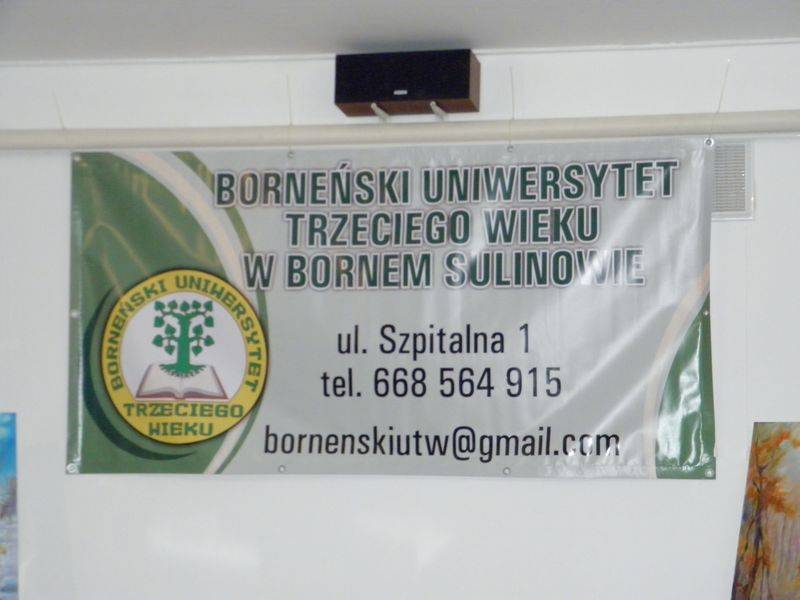 BORNEŃSKI UNIWERSYTET
TRZECIEGO WIEKU
W BORNEM SULINOWIE
ul. Szpitalna 1
tel. 668 564 915
bornenskiutw@gmail.com
BORNEŃSKI UNIWERSYTET
TRZECIEGO
WIEKU